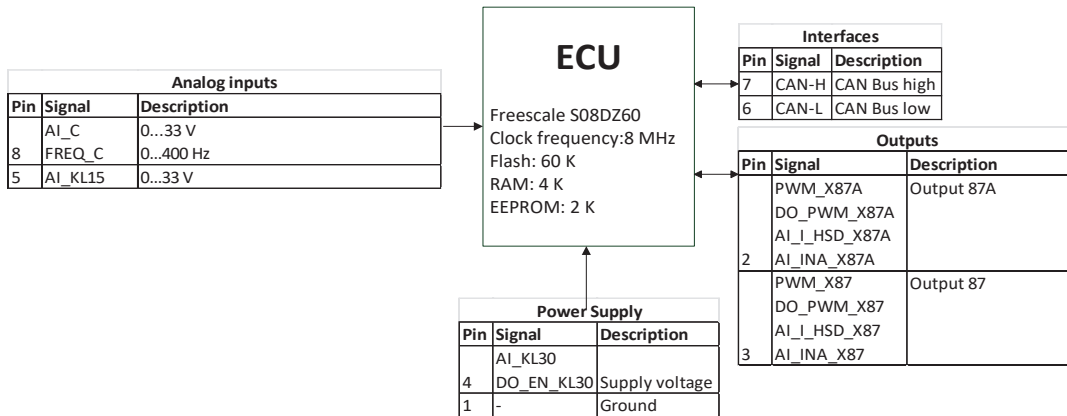 ECU
Freescale S08DZ60
Clock frequency:8 MHz
Flash: 60 K
RAM: 4 K
EEPROM: 2 K
Analog inputs
Pin Signal Description
AI_C 0...33 V
8 FREQ_C 0...400 Hz
5 AI_KL15 0...33 V
Interfaces
Pin Signal Description
7 CAN-H CAN Bus high
6 CAN-L CAN Bus low
Outputs
Pin Signal Description
PWM_X87A Output 87A
DO_PWM_X87A
AI_I_HSD_X87A
2 AI_INA_X87A
PWM_X87 Output 87
DO_PWM_X87
AI_I_HSD_X87
3 AI_INA_X87
Power Supply
Pin Signal Description
AI_KL30
4 DO_EN_KL30 Supply voltage
1 - Ground